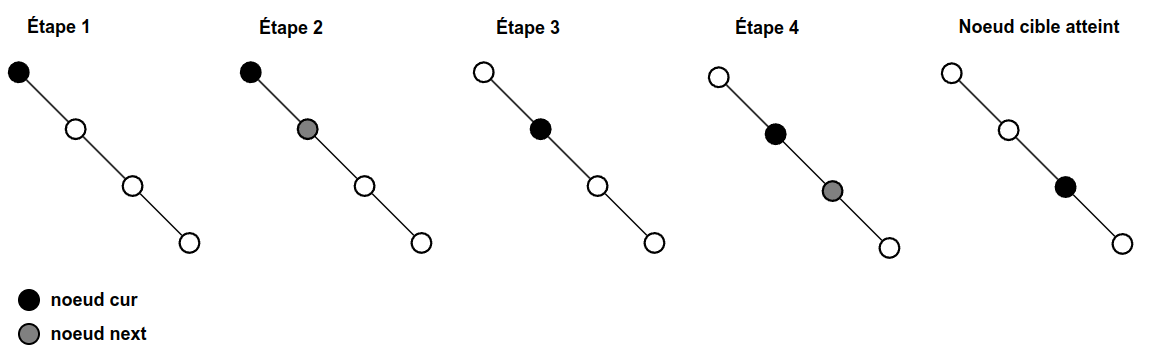 Étape 1
Étape 2
Étape 3
Étape 4
Noeud cible atteint
noeud cur
noeud next